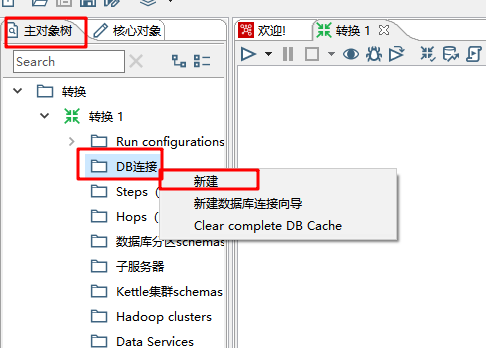 主对象树
核心对象
欢迎!
转换 1
Search
转换
转换 1
Run configurations
DB连接
新建
Steps (
新建数据库连接向导
Hops (
Clear complete DB Cache
数据库分区schemas
子服务器
Kettle集群schemas
Hadoop clusters
Data Services